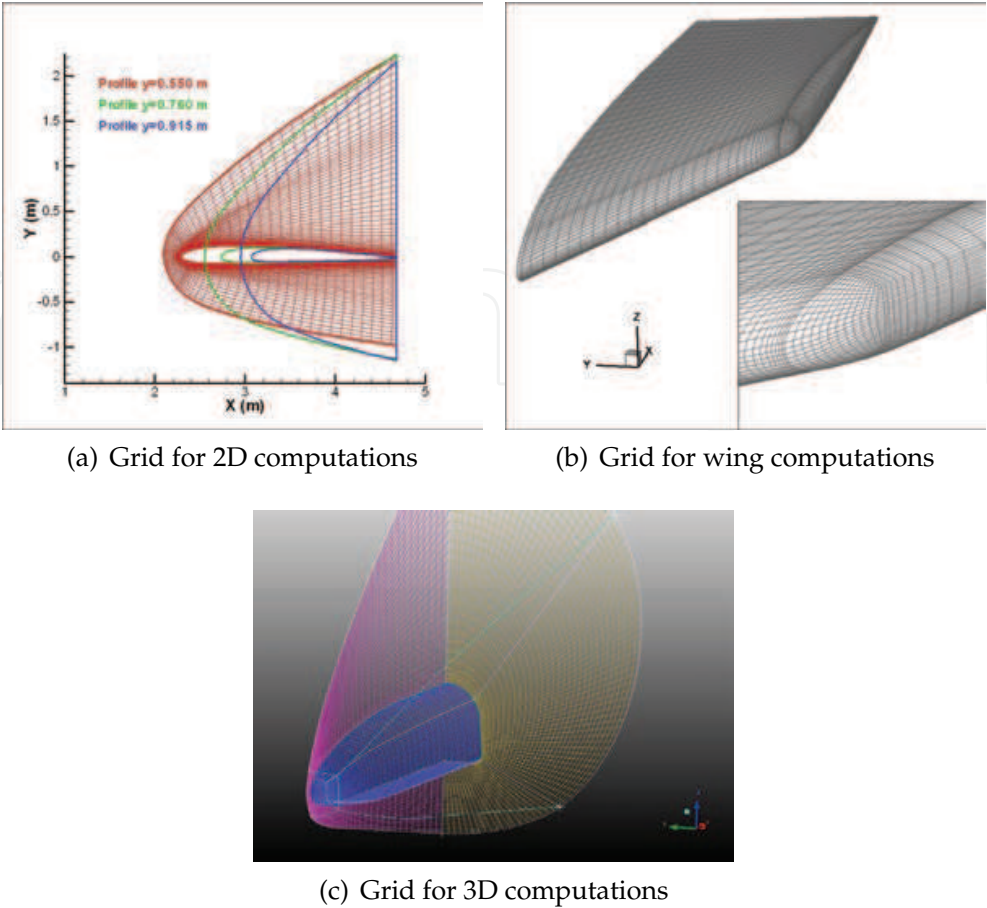 Profile y=0.550 m
Profile y=0.760 m
Profile y=0.915 m
2
1.5
1
0.5
0
-0.5
-1
Y (m)
1
2
3
4
5
X (m)
Z
Y
X
(a) Grid for 2D computations
(b) Grid for wing computations
(c) Grid for 3D computations